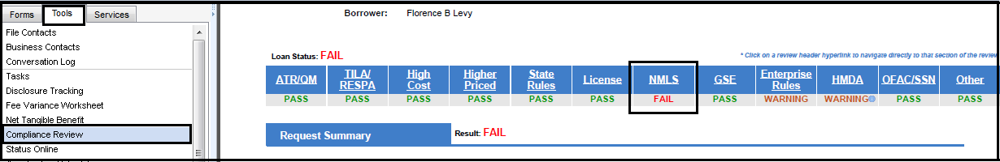 Forms Tools Services
File Contacts
Business Contacts
Conversation Log
Tasks
Disclosure Tracking
Fee Variance Worksheet
Net Tangible Benefit
Compliance Review
Status Online
Borrower: Florence B Levy
Loan Status: FAIL
* Click on a review header hyperlink to navigate directly to that section of the review
ATR/QM TILA/RESPA High Cost Higher Priced State Rules License NMLS GSE Enterprise Rules HMDA OFAC/SSN Other
PASS PASS PASS PASS PASS PASS FAIL PASS WARNING WARNING PASS PASS
Request Summary Result: FAIL